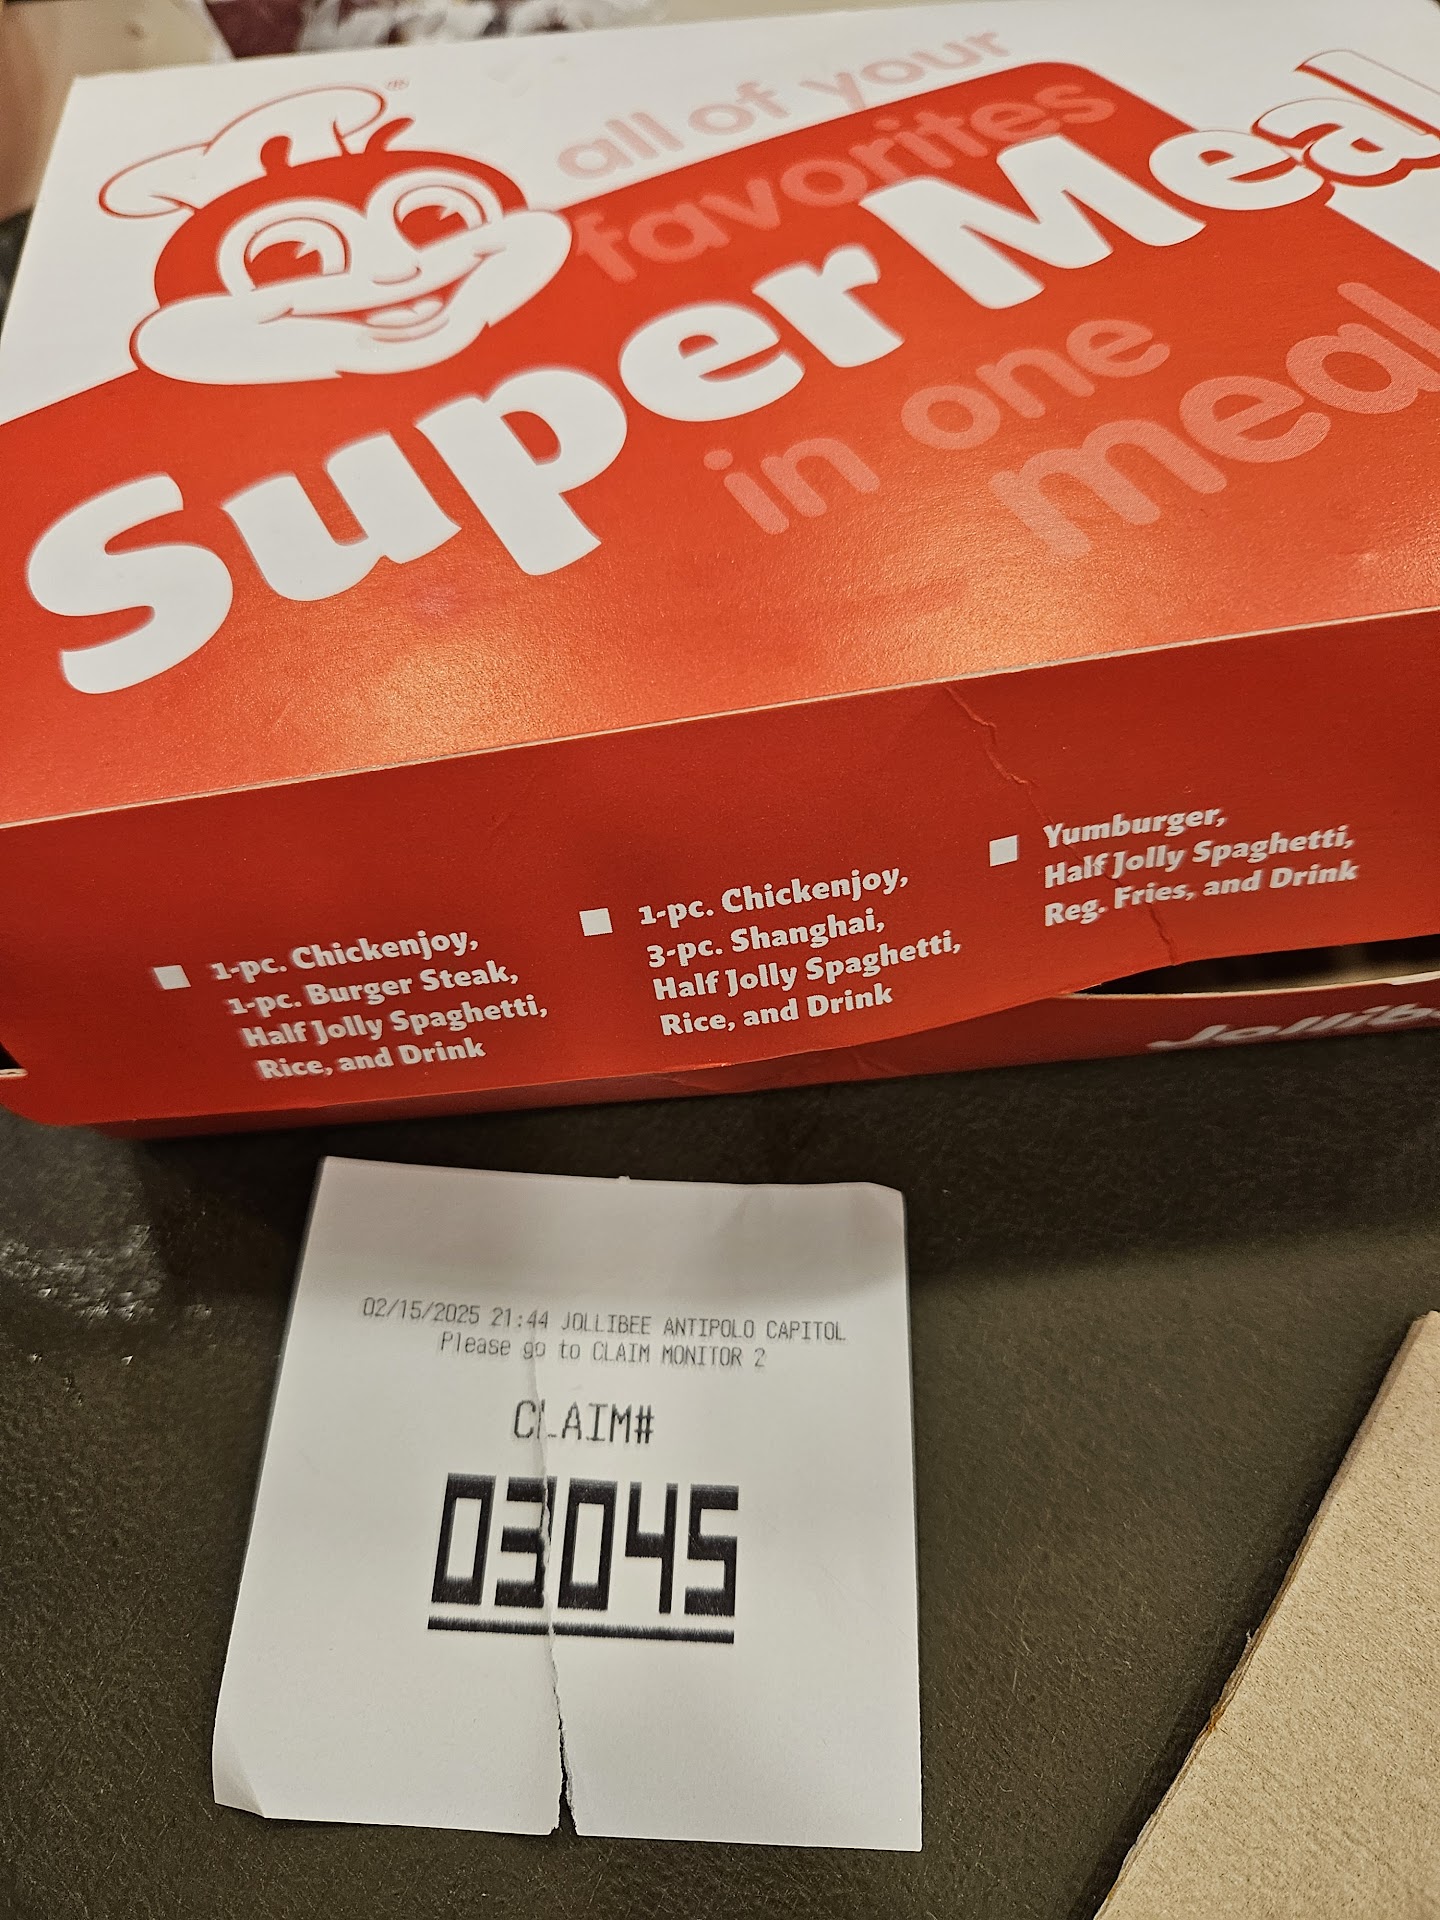 ®
all of your
favorites
SuperMeal
in one
meal
1-pc. Chickenjoy,
1-pc. Burger Steak,
Half Jolly Spaghetti,
Rice, and Drink
1-pc. Chickenjoy,
3-pc. Shanghai,
Half Jolly Spaghetti,
Rice, and Drink
Yumburger,
Half Jolly Spaghetti,
Reg. Fries, and Drink
02/15/2025 21:44 JOLLIBEE ANTIPOLO CAPITOL
Please go to CLAIM MONITOR 2
CLAIM#
03045